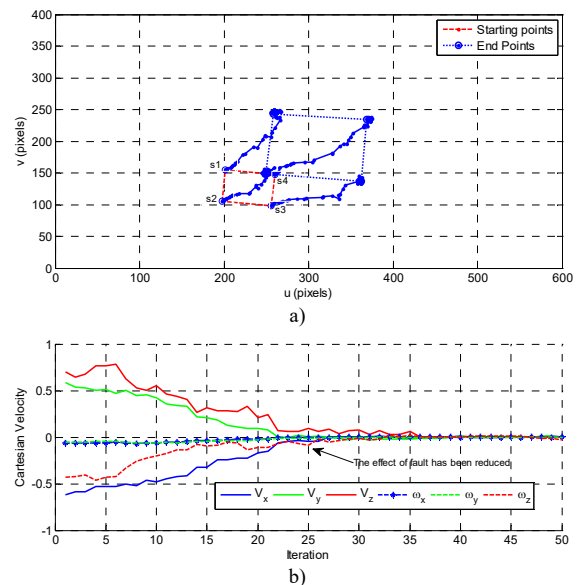 400
350
300
250
200
150
100
50
0
v (pixels)
0 100 200 300 400 500 600
u (pixels)
Starting points
End Points
s1
s2
s3
s4
a)
1
0.5
0
-0.5
-1
Cartesian Velocity
The effect of fault has been reduced
V_x V_y V_z ω_x ω_y ω_z
0 5 10 15 20 25 30 35 40 45 50
Iteration
b)